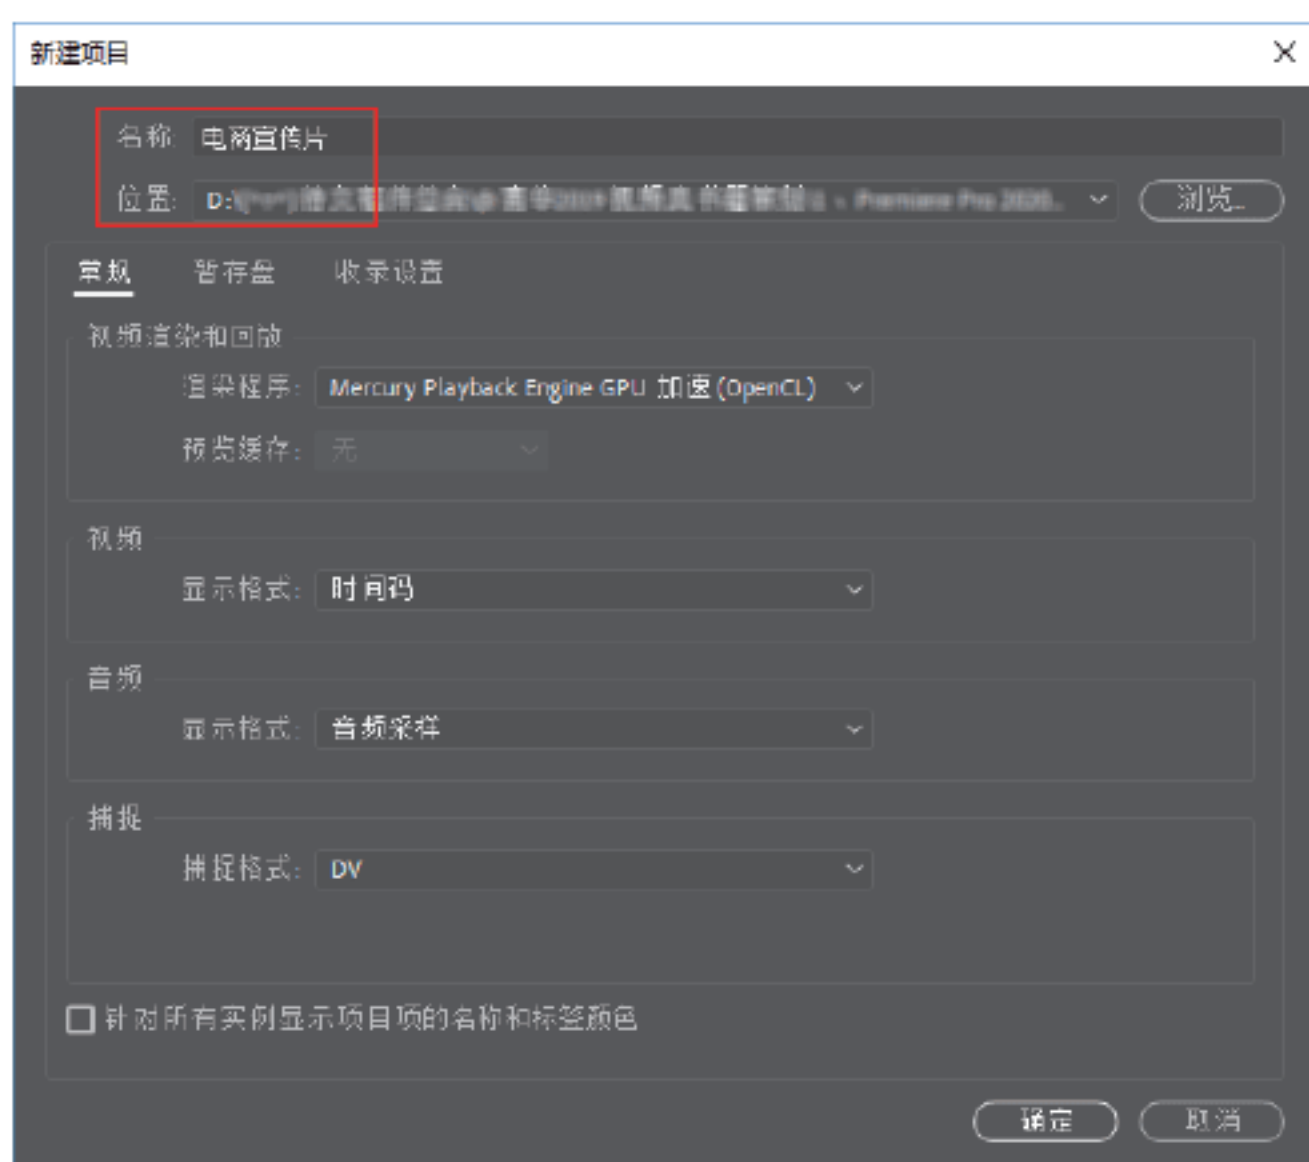 新建项目
名称: 电商宣传片
位置: D:\ Premiere Pro 2020... 浏览...
常规 暂存盘 收录设置
视频渲染和回放
渲染程序: Mercury Playback Engine GPU 加速 (OpenCL)
预览缓存: 无
视频
显示格式: 时间码
音频
显示格式: 音频采样
捕捉
捕捉格式: DV
针对所有实例显示项目项的名称和标签颜色
确定 取消